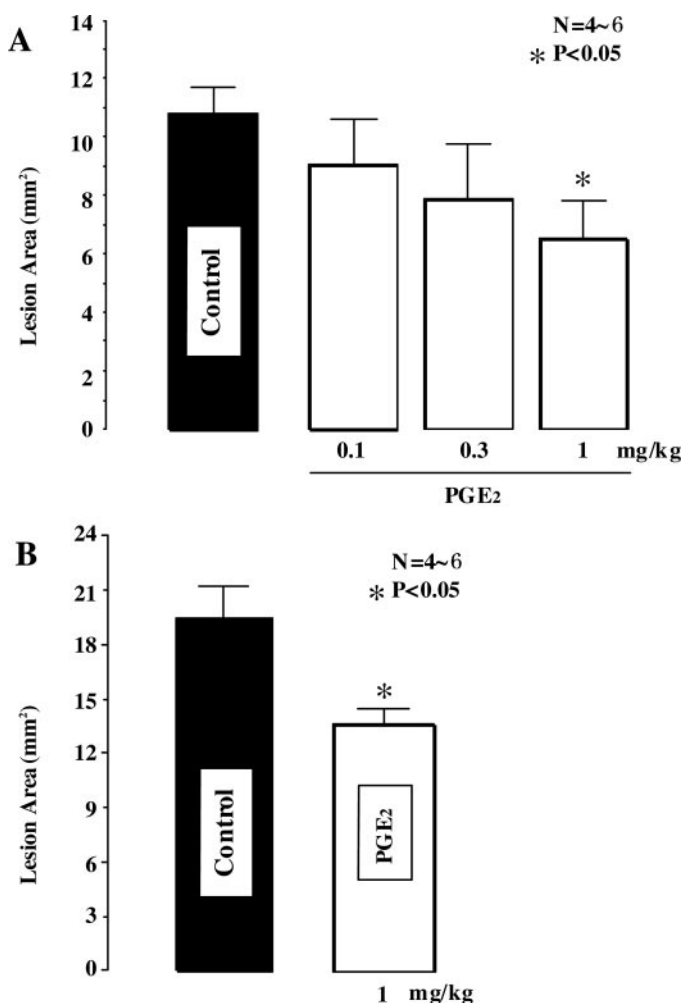 A
14
12
10
8
6
4
2
0
Lesion Area (mm²)
N=4~6
* P<0.05
Control
*
0.1 0.3 1 mg/kg
PGE2
B
24
21
18
15
12
9
6
3
0
Lesion Area (mm²)
N=4~6
* P<0.05
Control
*
PGE2
1 mg/kg